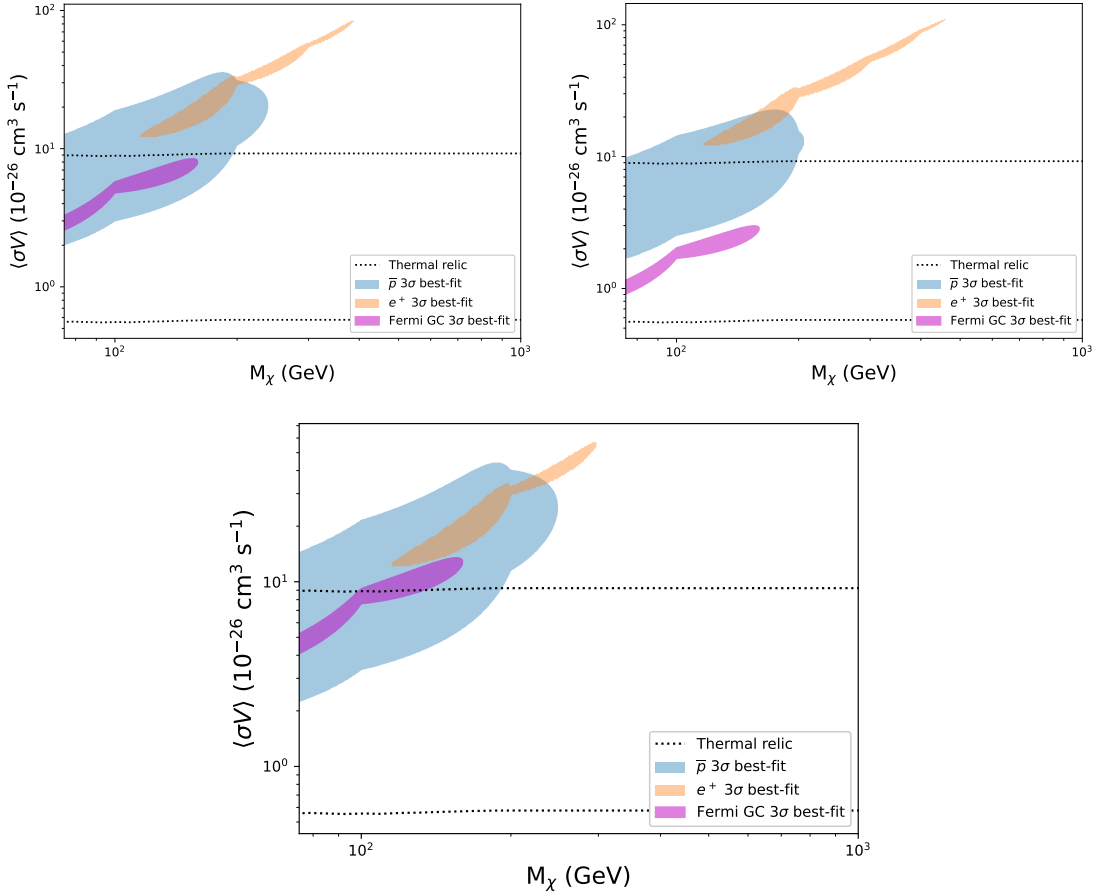 10²
10¹
10⁰
⟨σV⟩ (10⁻²⁶ cm³ s⁻¹)
Thermal relic
p̅ 3σ best-fit
e⁺ 3σ best-fit
Fermi GC 3σ best-fit
10²
10³
Mχ (GeV)
10²
10¹
10⁰
⟨σV⟩ (10⁻²⁶ cm³ s⁻¹)
Thermal relic
p̅ 3σ best-fit
e⁺ 3σ best-fit
Fermi GC 3σ best-fit
10²
10³
Mχ (GeV)
10¹
10⁰
⟨σV⟩ (10⁻²⁶ cm³ s⁻¹)
Thermal relic
p̅ 3σ best-fit
e⁺ 3σ best-fit
Fermi GC 3σ best-fit
10²
10³
Mχ (GeV)